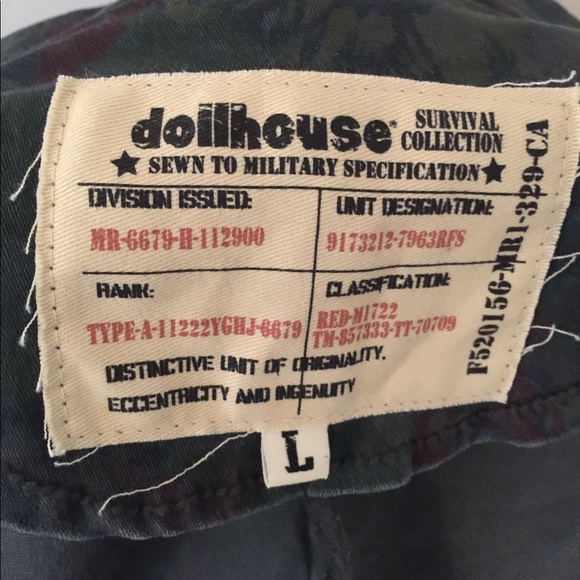 dollhouse® SURVIVAL COLLECTION
★ SEWN TO MILITARY SPECIFICATION ★
DIVISION ISSUED:
MR-6679-H-112900
UNIT DESIGNATION:
9173212-7963RFS
RANK:
TYPE-A-11222YGHJ-6679
CLASSIFICATION:
RED-M1722
TM-857333-TT-70709
DISTINCTIVE UNIT OF ORIGINALITY,
ECCENTRICITY AND INGENUITY
F520156-MR1-329-CA
L